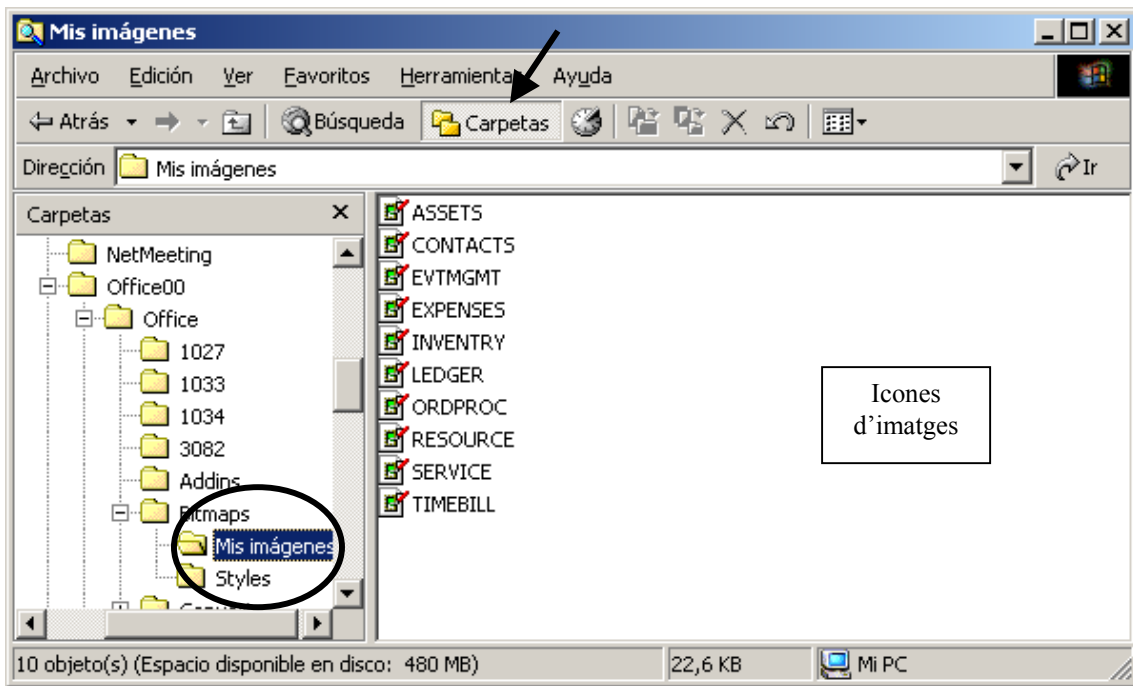 Mis imágenes
Archivo Edición Ver Favoritos Herramientas Ayuda
Atrás Búsqueda Carpetas
Dirección Mis imágenes Ir
Carpetas
NetMeeting
Office00
Office
1027
1033
1034
3082
Addins
Bitmaps
Mis imágenes
Styles
ASSETS
CONTACTS
EVTMGMT
EXPENSES
INVENTRY
LEDGER
ORDPROC
RESOURCE
SERVICE
TIMEBILL
Icones
d’imatges
10 objeto(s) (Espacio disponible en disco: 480 MB) 22,6 KB Mi PC